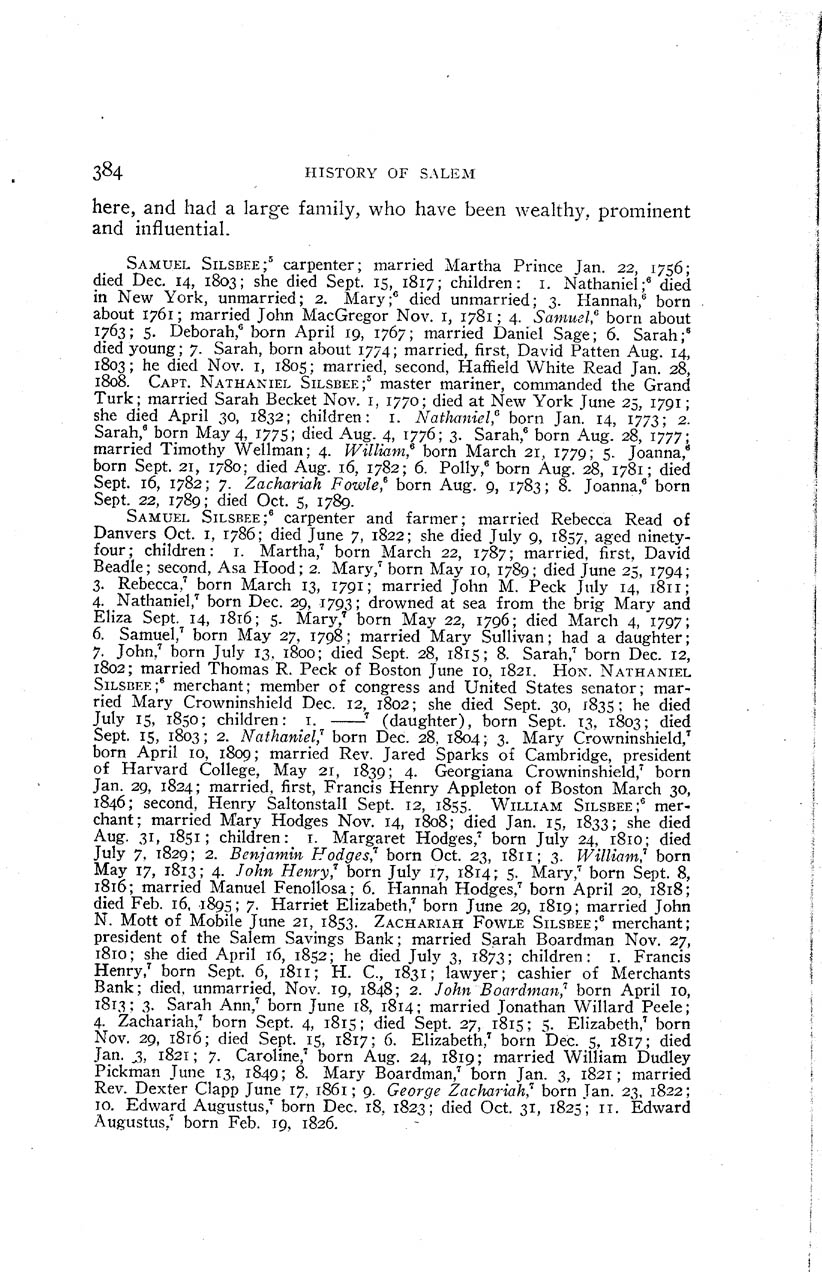 384 HISTORY OF SALEM
here, and had a large family, who have been wealthy, prominent
and influential.
SAMUEL SILSBEE;⁵ carpenter; married Martha Prince Jan. 22, 1756;
died Dec. 14, 1803; she died Sept. 15, 1817; children: 1. Nathaniel;⁶ died
in New York, unmarried; 2. Mary;⁶ died unmarried; 3. Hannah,⁶ born
about 1761; married John MacGregor Nov. 1, 1781; 4. Samuel,⁶ born about
1763; 5. Deborah,⁶ born April 19, 1767; married Daniel Sage; 6. Sarah;⁶
died young; 7. Sarah, born about 1774; married, first, David Patten Aug. 14,
1803; he died Nov. 1, 1805; married, second, Haffield White Read Jan. 28,
1808. CAPT. NATHANIEL SILSBEE;⁵ master mariner, commanded the Grand
Turk; married Sarah Becket Nov. 1, 1770; died at New York June 25, 1791;
she died April 30, 1832; children: 1. Nathaniel,⁶ born Jan. 14, 1773; 2.
Sarah,⁶ born May 4, 1775; died Aug. 4, 1776; 3. Sarah,⁶ born Aug. 28, 1777;
married Timothy Wellman; 4. William,⁶ born March 21, 1779; 5. Joanna,⁶
born Sept. 21, 1780; died Aug. 16, 1782; 6. Polly,⁶ born Aug. 28, 1781; died
Sept. 16, 1782; 7. Zachariah Fowle,⁶ born Aug. 9, 1783; 8. Joanna,⁶ born
Sept. 22, 1789; died Oct. 5, 1789.
SAMUEL SILSBEE;⁶ carpenter and farmer; married Rebecca Read of
Danvers Oct. 1, 1786; died June 7, 1822; she died July 9, 1857, aged ninety-
four; children: 1. Martha,⁷ born March 22, 1787; married, first, David
Beadle; second, Asa Hood; 2. Mary,⁷ born May 10, 1789; died June 25, 1794;
3. Rebecca,⁷ born March 13, 1791; married John M. Peck July 14, 1811;
4. Nathaniel,⁷ born Dec. 29, 1793; drowned at sea from the brig Mary and
Eliza Sept. 14, 1816; 5. Mary,⁷ born May 22, 1796; died March 4, 1797;
6. Samuel,⁷ born May 27, 1798; married Mary Sullivan; had a daughter;
7. John,⁷ born July 13, 1800; died Sept. 28, 1815; 8. Sarah,⁷ born Dec. 12,
1802; married Thomas R. Peck of Boston June 10, 1821. HON. NATHANIEL
SILSBEE;⁶ merchant; member of congress and United States senator; mar-
ried Mary Crowninshield Dec. 12, 1802; she died Sept. 30, 1835; he died
July 15, 1850; children: 1. ——⁷ (daughter), born Sept. 13, 1803; died
Sept. 15, 1803; 2. Nathaniel,⁷ born Dec. 28, 1804; 3. Mary Crowninshield,⁷
born April 10, 1809; married Rev. Jared Sparks of Cambridge, president
of Harvard College, May 21, 1839; 4. Georgiana Crowninshield,⁷ born
Jan. 29, 1824; married, first, Francis Henry Appleton of Boston March 30,
1846; second, Henry Saltonstall Sept. 12, 1855. WILLIAM SILSBEE;⁶ mer-
chant; married Mary Hodges Nov. 14, 1808; died Jan. 15, 1833; she died
Aug. 31, 1851; children: 1. Margaret Hodges,⁷ born July 24, 1810; died
July 7, 1829; 2. Benjamin Hodges,⁷ born Oct. 23, 1811; 3. William,⁷ born
May 17, 1813; 4. John Henry,⁷ born July 17, 1814; 5. Mary,⁷ born Sept. 8,
1816; married Manuel Fenollosa; 6. Hannah Hodges,⁷ born April 20, 1818;
died Feb. 16, 1895; 7. Harriet Elizabeth,⁷ born June 29, 1819; married John
N. Mott of Mobile June 21, 1853. ZACHARIAH FOWLE SILSBEE;⁶ merchant;
president of the Salem Savings Bank; married Sarah Boardman Nov. 27,
1810; she died April 16, 1852; he died July 3, 1873; children: 1. Francis
Henry,⁷ born Sept. 6, 1811; H. C., 1831; lawyer; cashier of Merchants
Bank; died, unmarried, Nov. 19, 1848; 2. John Boardman,⁷ born April 10,
1813; 3. Sarah Ann,⁷ born June 18, 1814; married Jonathan Willard Peele;
4. Zachariah,⁷ born Sept. 4, 1815; died Sept. 27, 1815; 5. Elizabeth,⁷ born
Nov. 29, 1816; died Sept. 15, 1817; 6. Elizabeth,⁷ born Dec. 5, 1817; died
Jan. 3, 1821; 7. Caroline,⁷ born Aug. 24, 1819; married William Dudley
Pickman June 13, 1849; 8. Mary Boardman,⁷ born Jan. 3, 1821; married
Rev. Dexter Clapp June 17, 1861; 9. George Zachariah,⁷ born Jan. 23, 1822;
10. Edward Augustus,⁷ born Dec. 18, 1823; died Oct. 31, 1825; 11. Edward
Augustus,⁷ born Feb. 19, 1826.